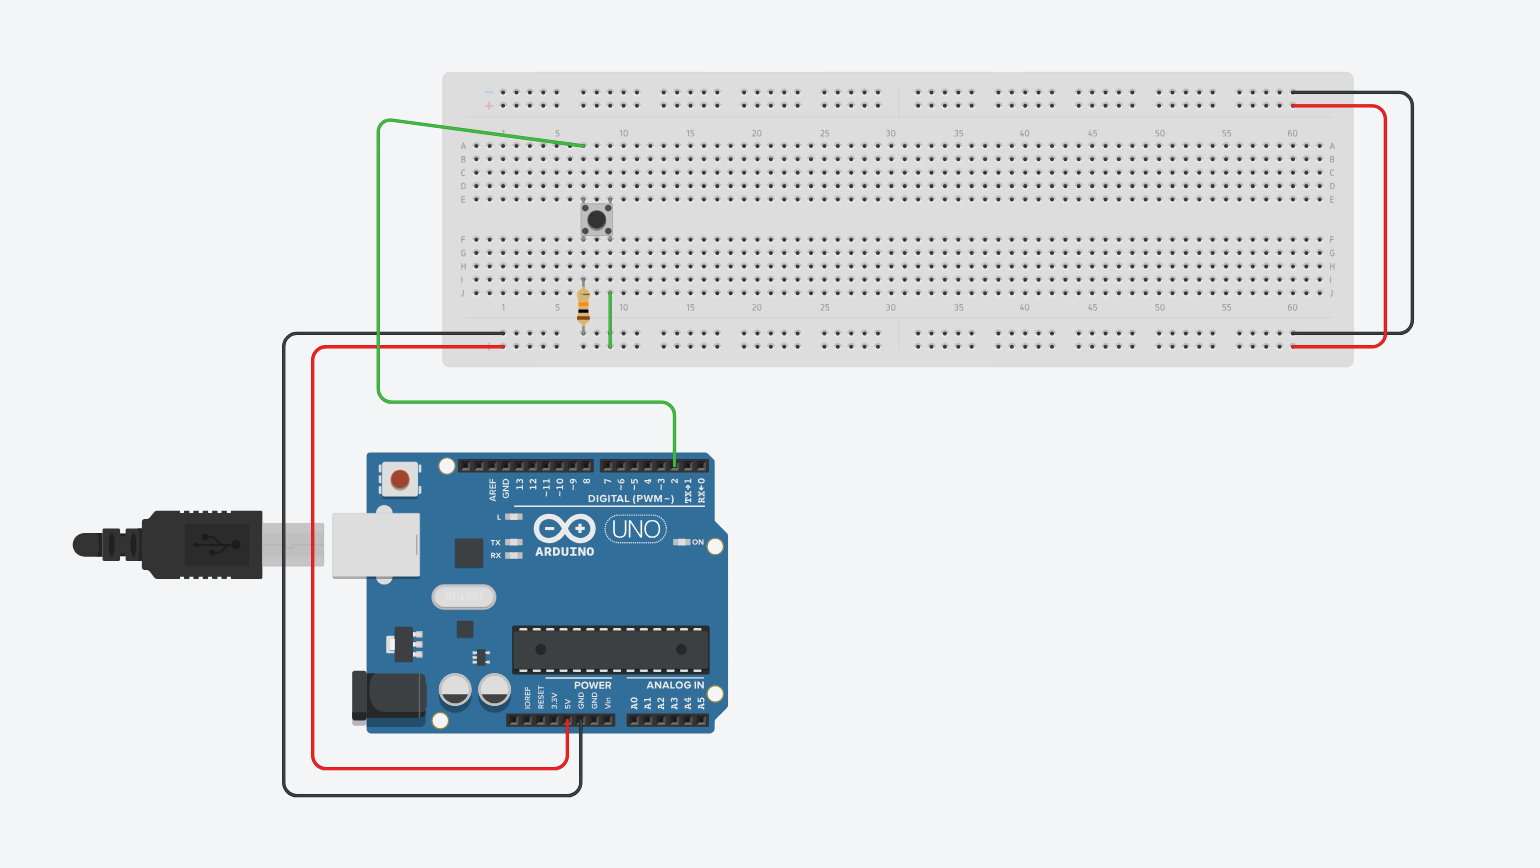 −
+
1 5 10 15 20 25 30 35 40 45 50 55 60
A A
B B
C C
D D
E E
F F
G G
H H
I I
J J
1 5 10 15 20 25 30 35 40 45 50 55 60
AREF GND 13 12 ~11 ~10 ~9 8 7 ~6 ~5 4 ~3 2 TX→1 RX←0
DIGITAL (PWM~)
L
UNO
TX
RX
ON
ARDUINO
POWER ANALOG IN
IOREF RESET 3.3V 5V GND GND Vin A0 A1 A2 A3 A4 A5